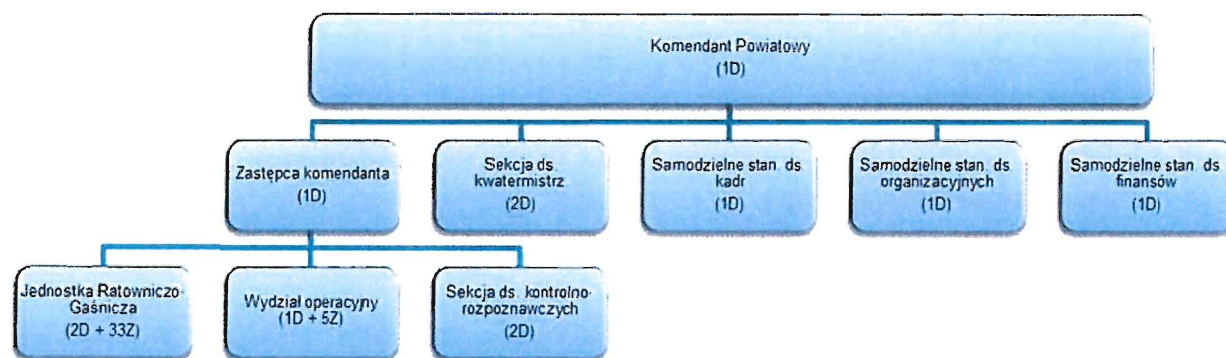 Komendant Powiatowy
(1D)
Zastępca komendanta
(1D)
Sekcja ds.
kwatermistrz
(2D)
Samodzielne stan. ds.
kadr
(1D)
Samodzielne stan. ds.
organizacyjnych
(1D)
Samodzielne stan. ds.
finansów
(1D)
Jednostka Ratowniczo-
Gaśnicza
(2D + 33Z)
Wydział operacyjny
(1D + 5Z)
Sekcja ds. kontrolno-
rozpoznawczych
(2D)